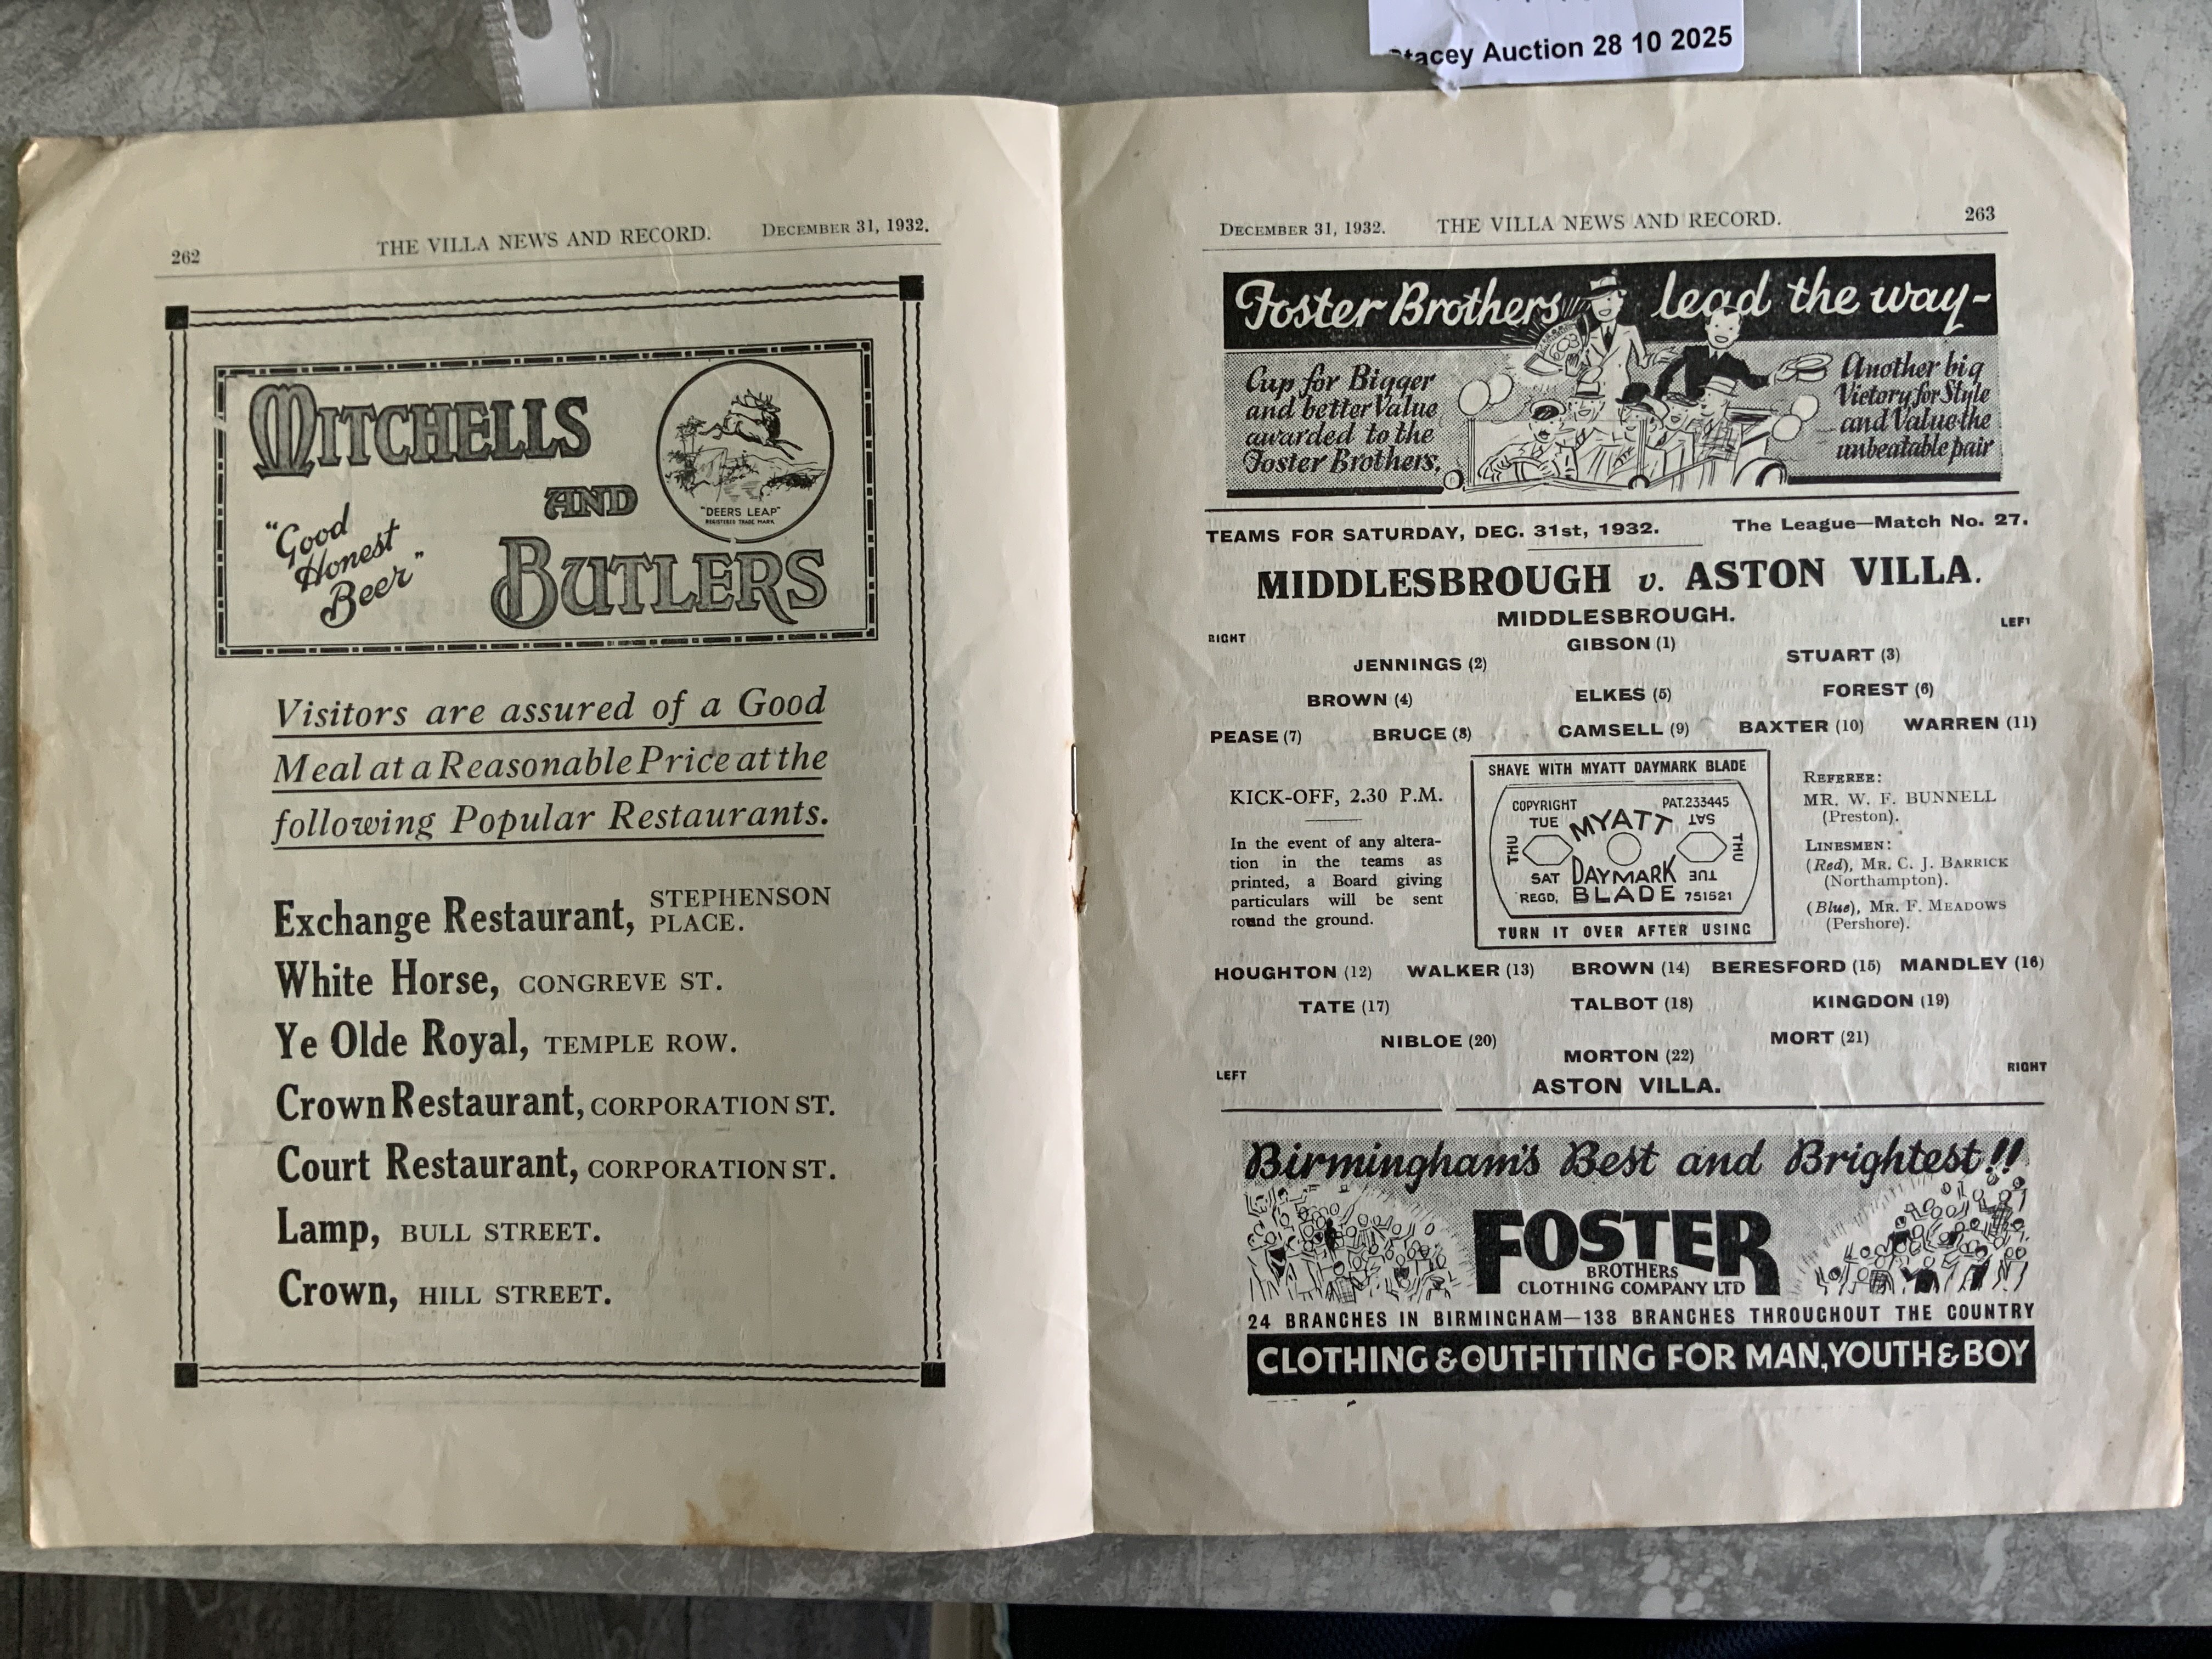 Stacey Auction 28 10 2025
262
THE VILLA NEWS AND RECORD.
DECEMBER 31, 1932.
MITCHELLS
AND
BUTLERS
"Good
Honest
Beer"
"DEERS LEAP"
REGISTERED TRADE MARK
Visitors are assured of a Good
Meal at a Reasonable Price at the
following Popular Restaurants.
Exchange Restaurant, STEPHENSON PLACE.
White Horse, CONGREVE ST.
Ye Olde Royal, TEMPLE ROW.
Crown Restaurant, CORPORATION ST.
Court Restaurant, CORPORATION ST.
Lamp, BULL STREET.
Crown, HILL STREET.
DECEMBER 31, 1932.
THE VILLA NEWS AND RECORD.
263
Foster Brothers lead the way-
Cup for Bigger
and better Value
awarded to the
Foster Brothers.
Another big
Victory for Style
and Value the
unbeatable pair
TEAMS FOR SATURDAY, DEC. 31st, 1932.
The League—Match No. 27.
MIDDLESBROUGH v. ASTON VILLA.
MIDDLESBROUGH.
RIGHT
LEFT
GIBSON (1)
JENNINGS (2)
STUART (3)
BROWN (4)
ELKES (5)
FOREST (6)
PEASE (7)
BRUCE (8)
CAMSELL (9)
BAXTER (10)
WARREN (11)
KICK-OFF, 2.30 P.M.
In the event of any altera-
tion in the teams as
printed, a Board giving
particulars will be sent
round the ground.
SHAVE WITH MYATT DAYMARK BLADE
COPYRIGHT
PAT. 233445
TUE
MYATT
SAT
THU
THU
SAT
DAYMARK
TUE
REGD,
BLADE
751521
TURN IT OVER AFTER USING
REFEREE:
MR. W. F. BUNNELL
(Preston).
LINESMEN:
(Red), MR. C. J. BARRICK
(Northampton).
(Blue), MR. F. MEADOWS
(Pershore).
HOUGHTON (12)
WALKER (13)
BROWN (14)
BERESFORD (15)
MANDLEY (16)
TATE (17)
TALBOT (18)
KINGDON (19)
NIBLOE (20)
MORT (21)
MORTON (22)
LEFT
RIGHT
ASTON VILLA.
Birmingham's Best and Brightest!!
FOSTER
BROTHERS
CLOTHING COMPANY LTD
24 BRANCHES IN BIRMINGHAM—138 BRANCHES THROUGHOUT THE COUNTRY
CLOTHING & OUTFITTING FOR MAN, YOUTH & BOY